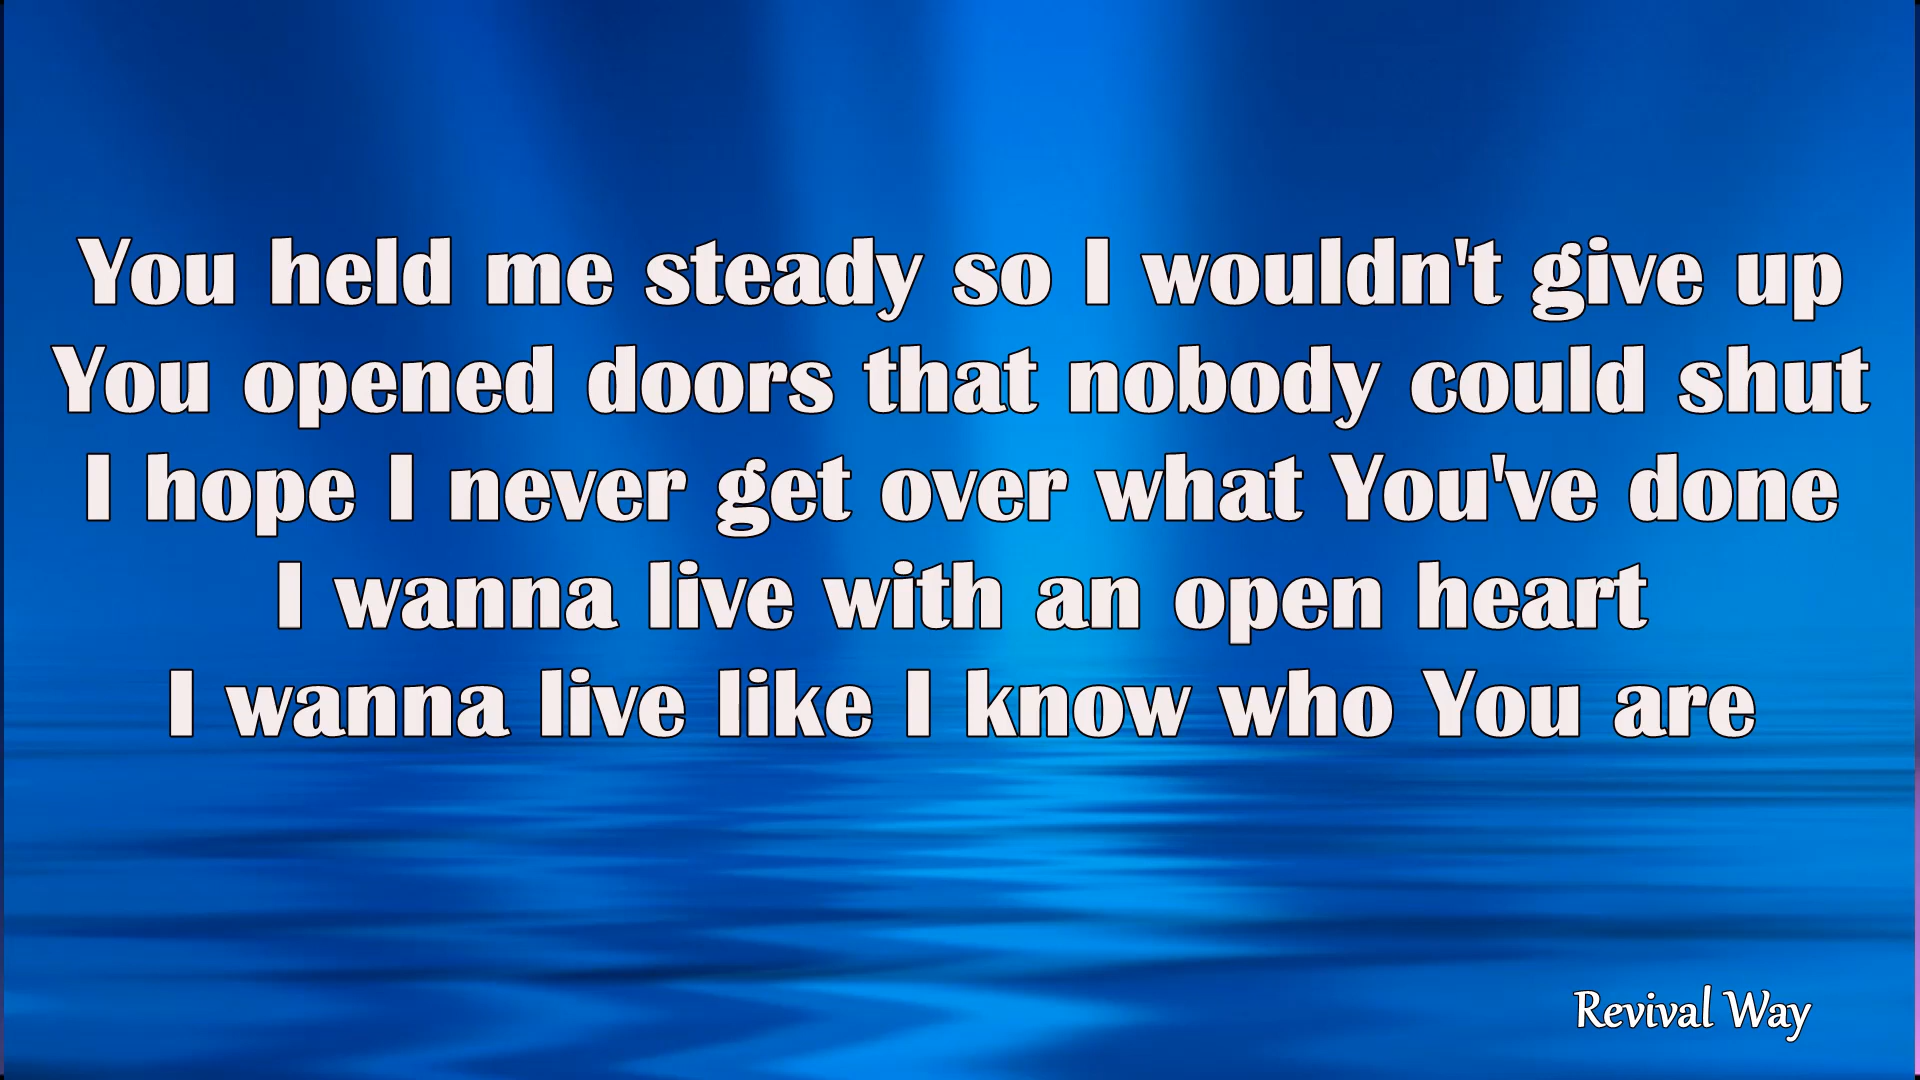 You held me steady so I wouldn't give up
You opened doors that nobody could shut
I hope I never get over what You've done
I wanna live with an open heart
I wanna live like I know who You are
Revival Way